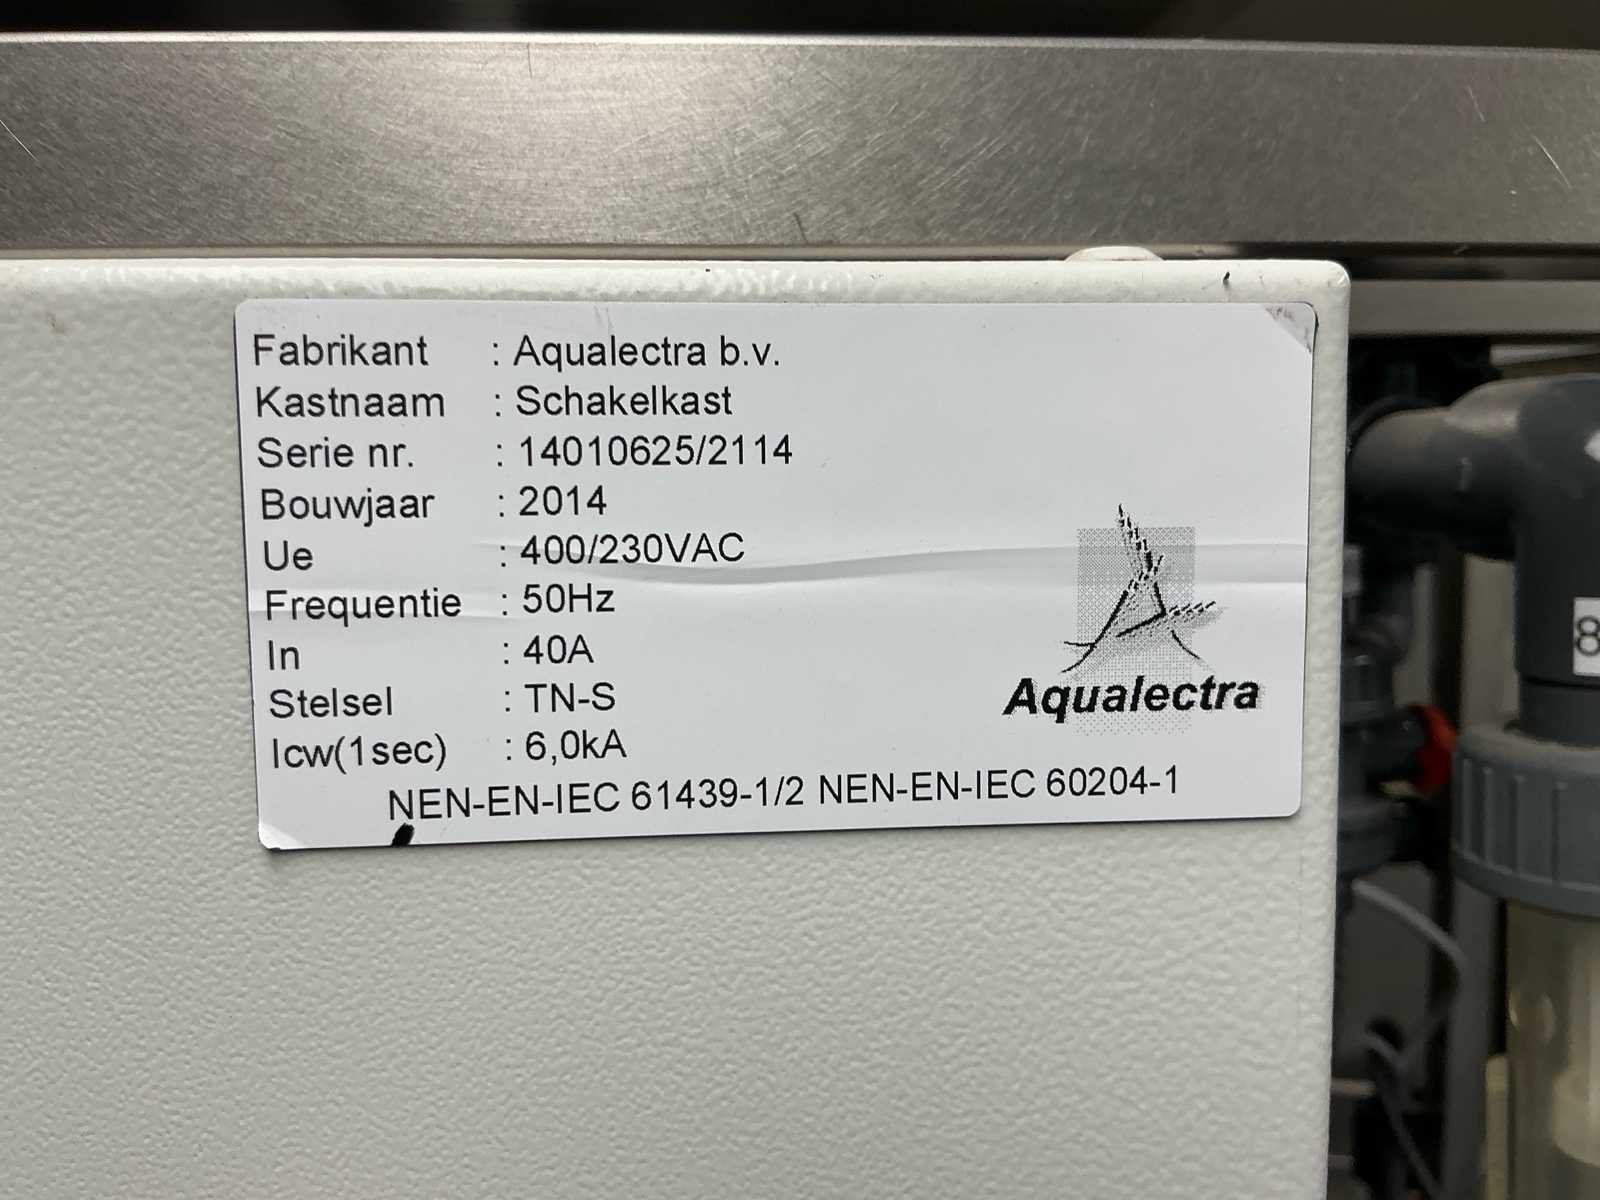 Fabrikant : Aqualectra b.v.
Kastnaam : Schakelkast
Serie nr. : 14010625/2114
Bouwjaar : 2014
Ue : 400/230VAC
Frequentie : 50Hz
In : 40A
Stelsel : TN-S
Icw(1sec) : 6,0kA
NEN-EN-IEC 61439-1/2 NEN-EN-IEC 60204-1
Aqualectra
8